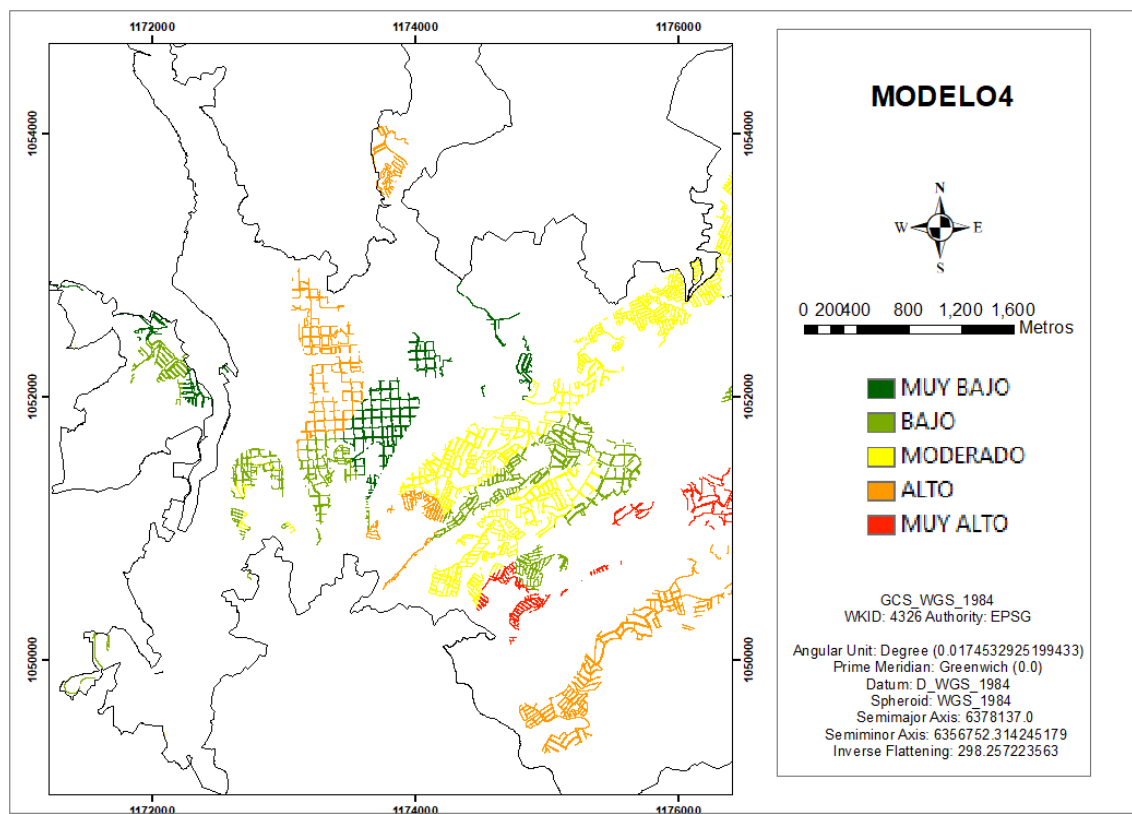 1172000 1174000 1176000
1054000 1054000
1052000 1052000
1050000 1050000
1172000 1174000 1176000
MODELO4
N
W E
S
0 200400 800 1,200 1,600
Metros
MUY BAJO
BAJO
MODERADO
ALTO
MUY ALTO
GCS_WGS_1984
WKID: 4326 Authority: EPSG
Angular Unit: Degree (0.0174532925199433)
Prime Meridian: Greenwich (0.0)
Datum: D_WGS_1984
Spheroid: WGS_1984
Semimajor Axis: 6378137.0
Semiminor Axis: 6356752.314245179
Inverse Flattening: 298.257223563